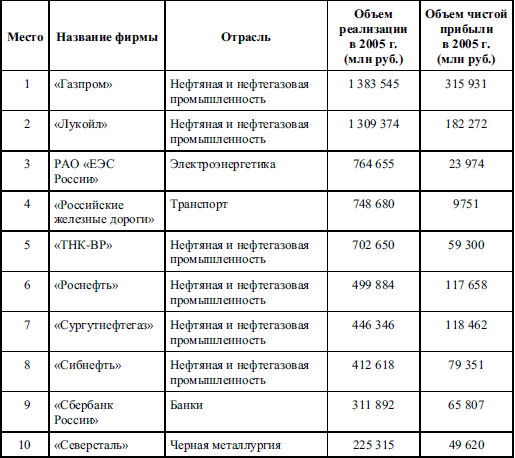 Место Название фирмы Отрасль Объем реализации в 2005 г. (млн руб.) Объем чистой прибыли в 2005 г. (млн руб.)
1 «Газпром» Нефтяная и нефтегазовая промышленность 1 383 545 315 931
2 «Лукойл» Нефтяная и нефтегазовая промышленность 1 309 374 182 272
3 РАО «ЕЭС России» Электроэнергетика 764 655 23 974
4 «Российские железные дороги» Транспорт 748 680 9751
5 «ТНК-ВР» Нефтяная и нефтегазовая промышленность 702 650 59 300
6 «Роснефть» Нефтяная и нефтегазовая промышленность 499 884 117 658
7 «Сургутнефтегаз» Нефтяная и нефтегазовая промышленность 446 346 118 462
8 «Сибнефть» Нефтяная и нефтегазовая промышленность 412 618 79 351
9 «Сбербанк России» Банки 311 892 65 807
10 «Северсталь» Черная металлургия 225 315 49 620